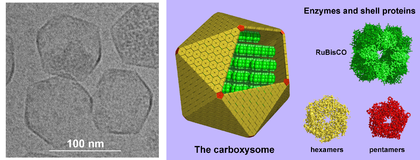 100 nm
The carboxysome
Enzymes and shell proteins
RuBisCO
hexamers
pentamers